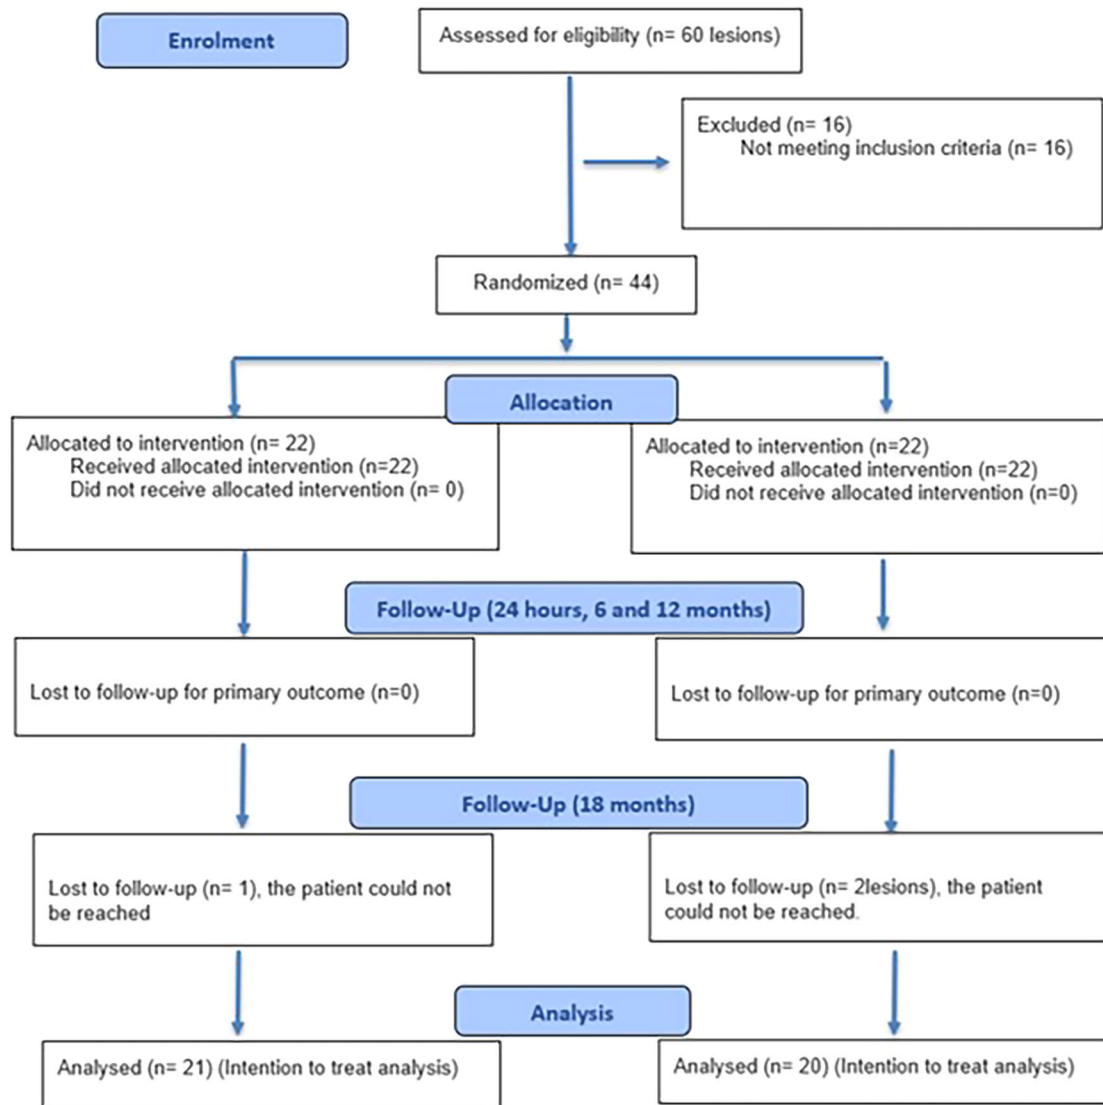 Enrolment
Assessed for eligibility (n= 60 lesions)
Excluded (n= 16)
Not meeting inclusion criteria (n= 16)
Randomized (n= 44)
Allocation
Allocated to intervention (n= 22)
Received allocated intervention (n=22)
Did not receive allocated intervention (n= 0)
Allocated to intervention (n=22)
Received allocated intervention (n=22)
Did not receive allocated intervention (n=0)
Follow-Up (24 hours, 6 and 12 months)
Lost to follow-up for primary outcome (n=0)
Lost to follow-up for primary outcome (n=0)
Follow-Up (18 months)
Lost to follow-up (n= 1), the patient could not
be reached
Lost to follow-up (n= 2lesions), the patient
could not be reached.
Analysis
Analysed (n= 21) (Intention to treat analysis)
Analysed (n= 20) (Intention to treat analysis)